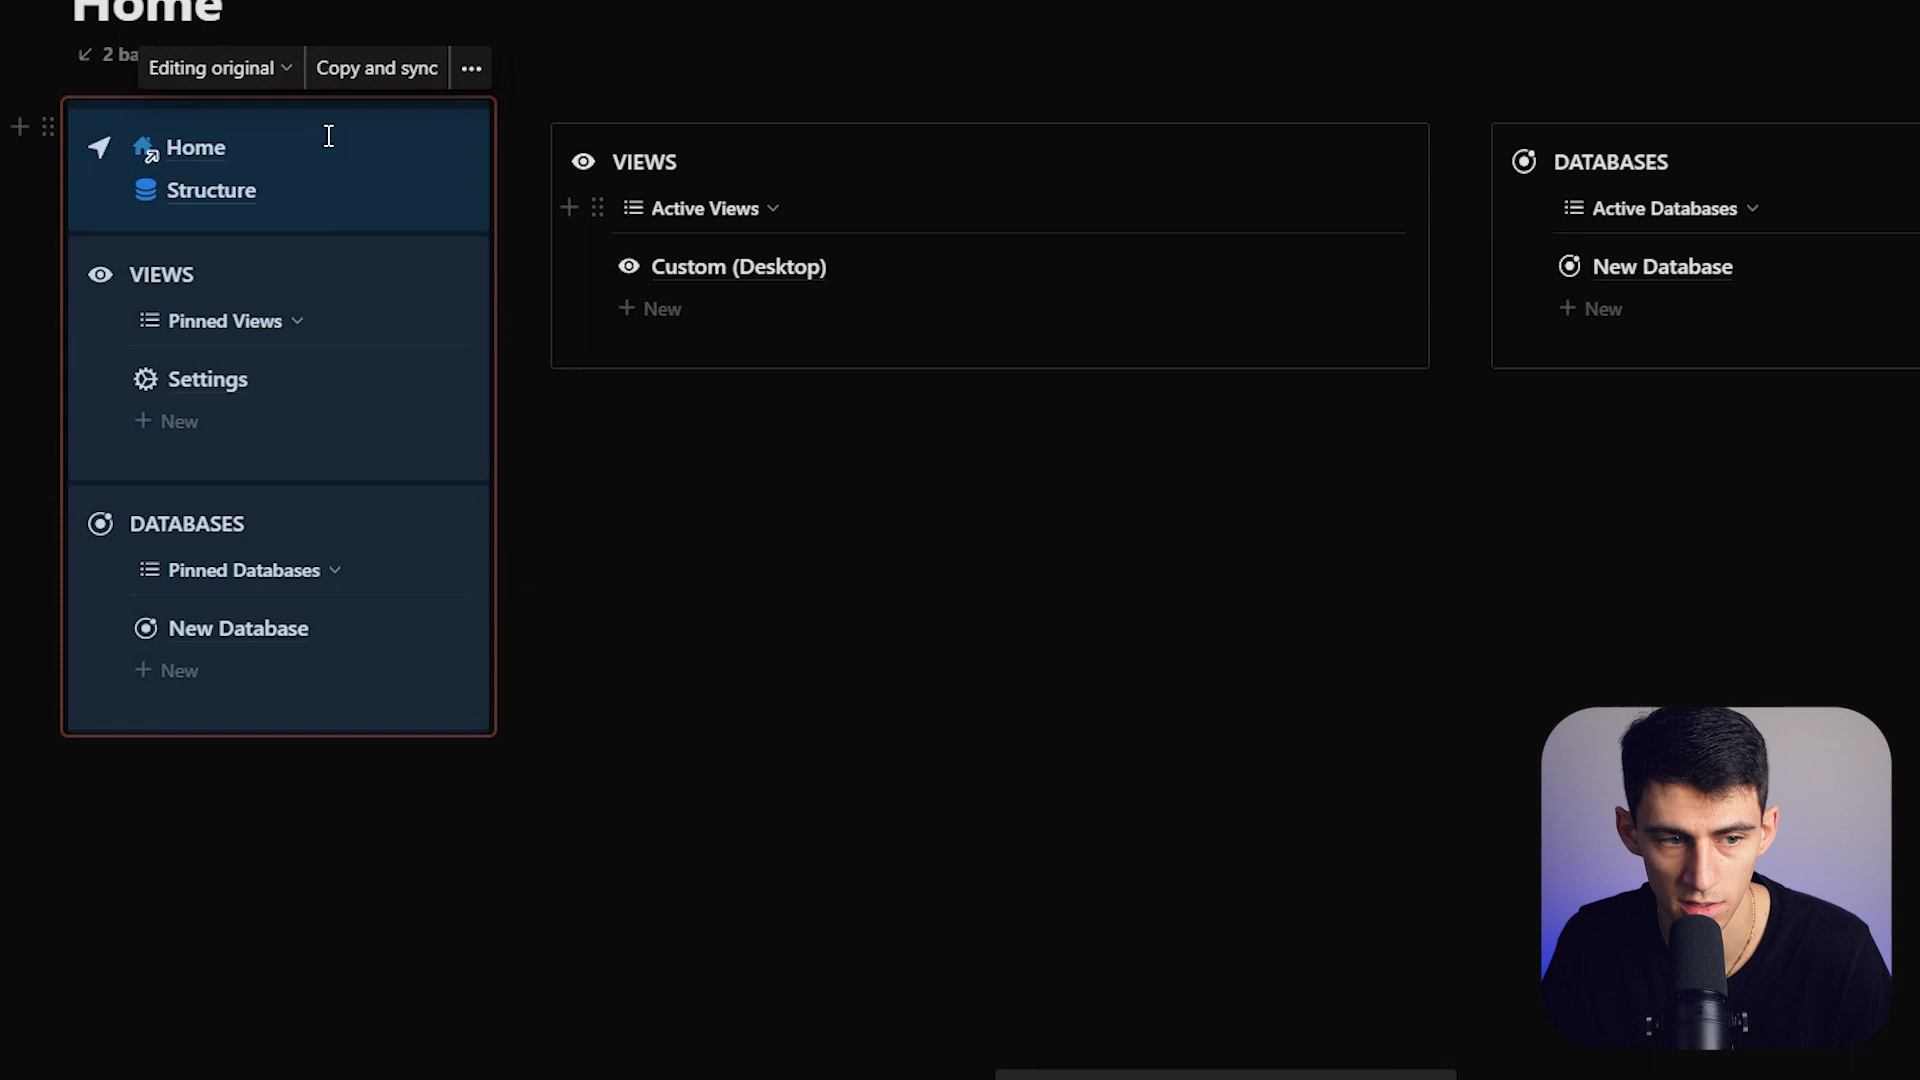 Home
2 ba
Editing original
Copy and sync
Home
Structure
VIEWS
Pinned Views
Settings
New
DATABASES
Pinned Databases
New Database
New
VIEWS
Active Views
Custom (Desktop)
New
DATABASES
Active Databases
New Database
New